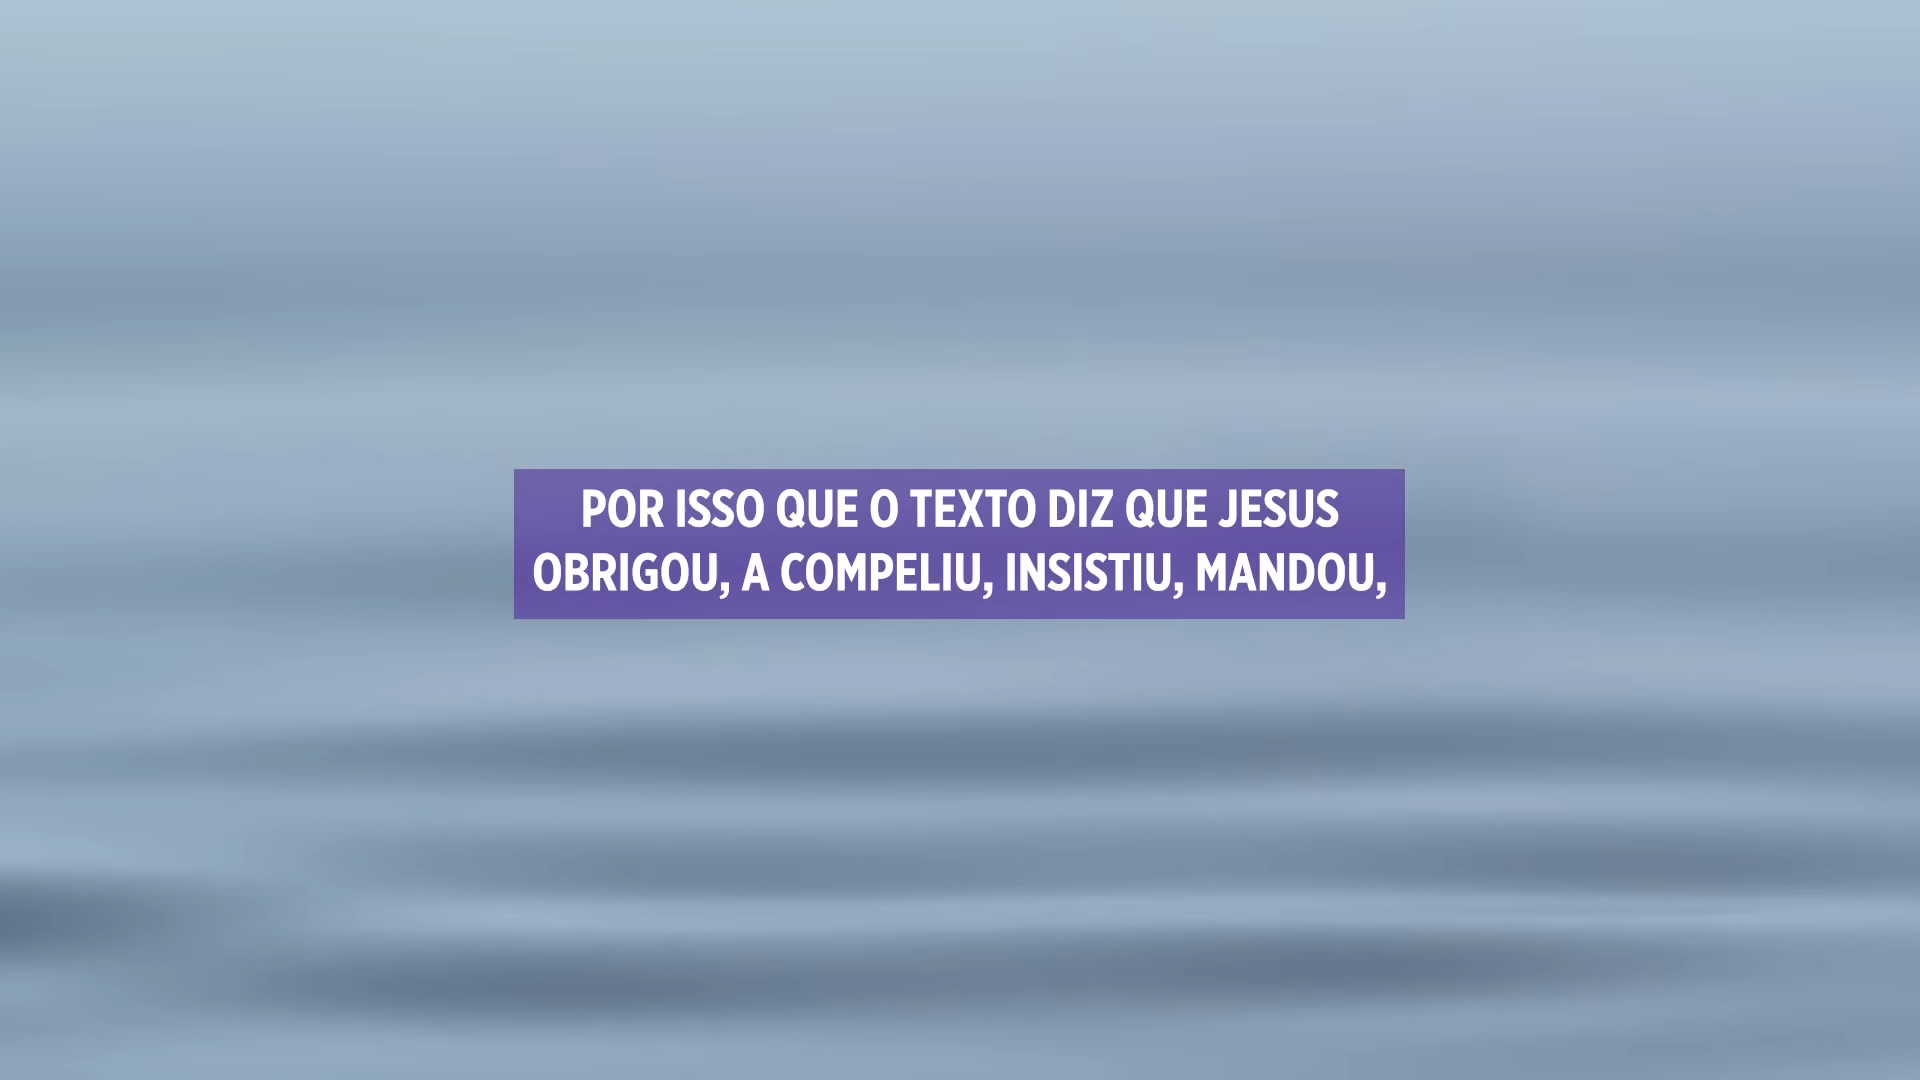 POR ISSO QUE O TEXTO DIZ QUE JESUS
OBRIGOU, A COMPELIU, INSISTIU, MANDOU,